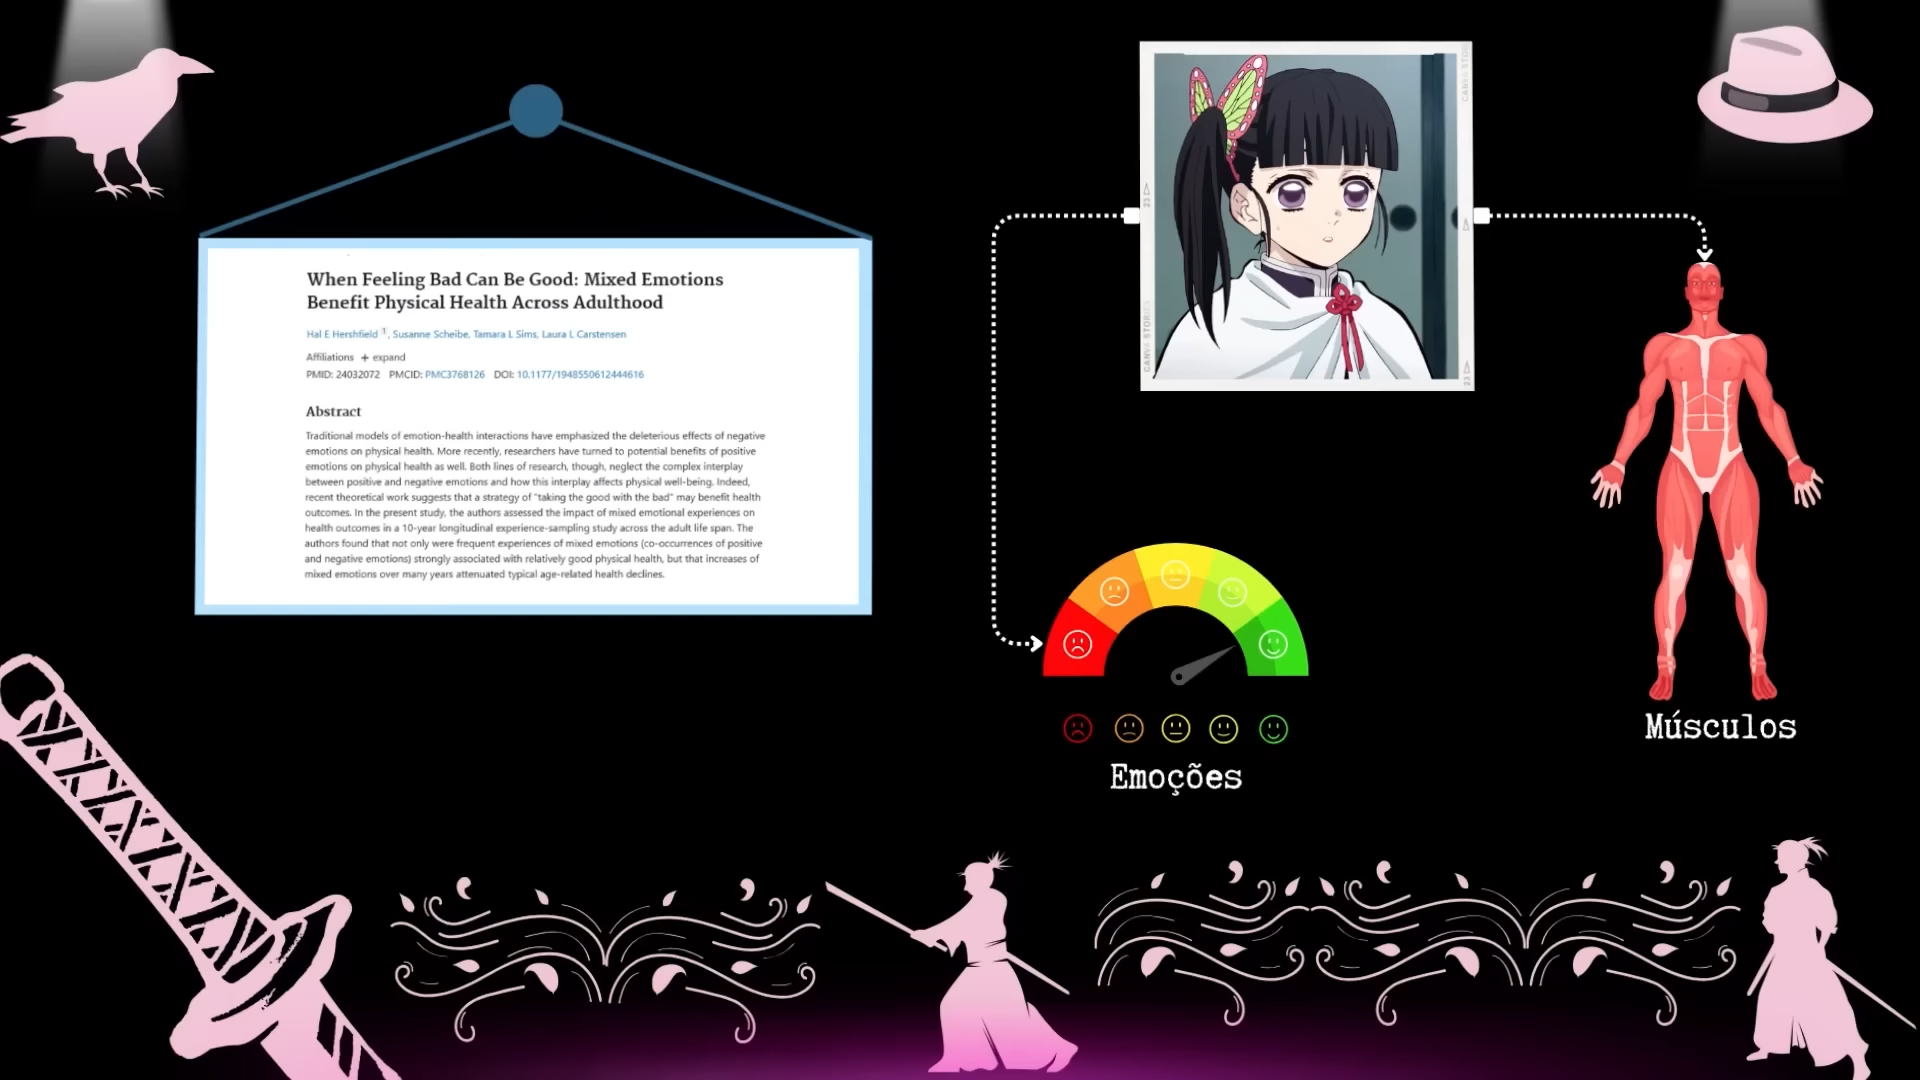 When Feeling Bad Can Be Good: Mixed Emotions
Benefit Physical Health Across Adulthood
Hal E Hershfield 1, Susanne Scheibe, Tamara L Sims, Laura L Carstensen
Affiliations + expand
PMID: 24032072 PMCID: PMC3768126 DOI: 10.1177/1948550612444616
Abstract
Traditional models of emotion-health interactions have emphasized the deleterious effects of negative
emotions on physical health. More recently, researchers have turned to potential benefits of positive
emotions on physical health as well. Both lines of research, though, neglect the complex interplay
between positive and negative emotions and how this interplay affects physical well-being. Indeed,
recent theoretical work suggests that a strategy of "taking the good with the bad" may benefit health
outcomes. In the present study, the authors assessed the impact of mixed emotional experiences on
health outcomes in a 10-year longitudinal experience-sampling study across the adult life span. The
authors found that not only were frequent experiences of mixed emotions (co-occurrences of positive
and negative emotions) strongly associated with relatively good physical health, but that increases of
mixed emotions over many years attenuated typical age-related health declines.
23
CANVA STORIES
CANVA STORIES
23
Músculos
Emoções